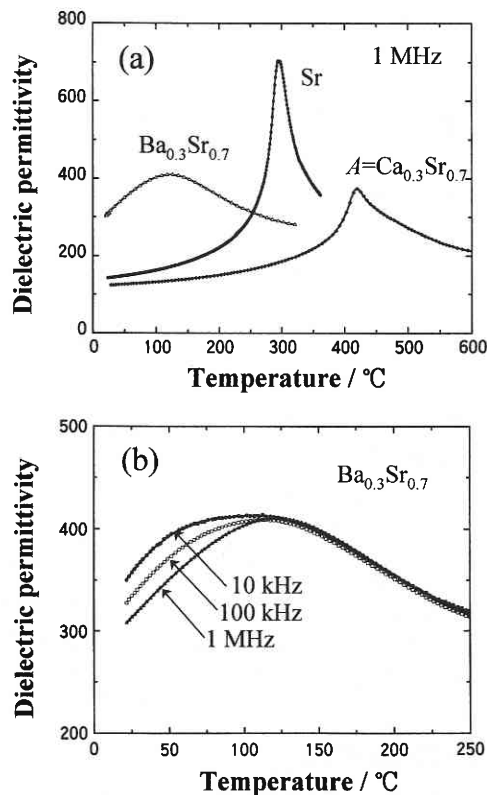 (a)
1 MHz
Sr
Ba0.3Sr0.7
A=Ca0.3Sr0.7
Dielectric permittivity
800
600
400
200
0
0 100 200 300 400 500 600
Temperature / ℃
(b)
Ba0.3Sr0.7
10 kHz
100 kHz
1 MHz
Dielectric permittivity
500
400
300
200
0 50 100 150 200 250
Temperature / ℃